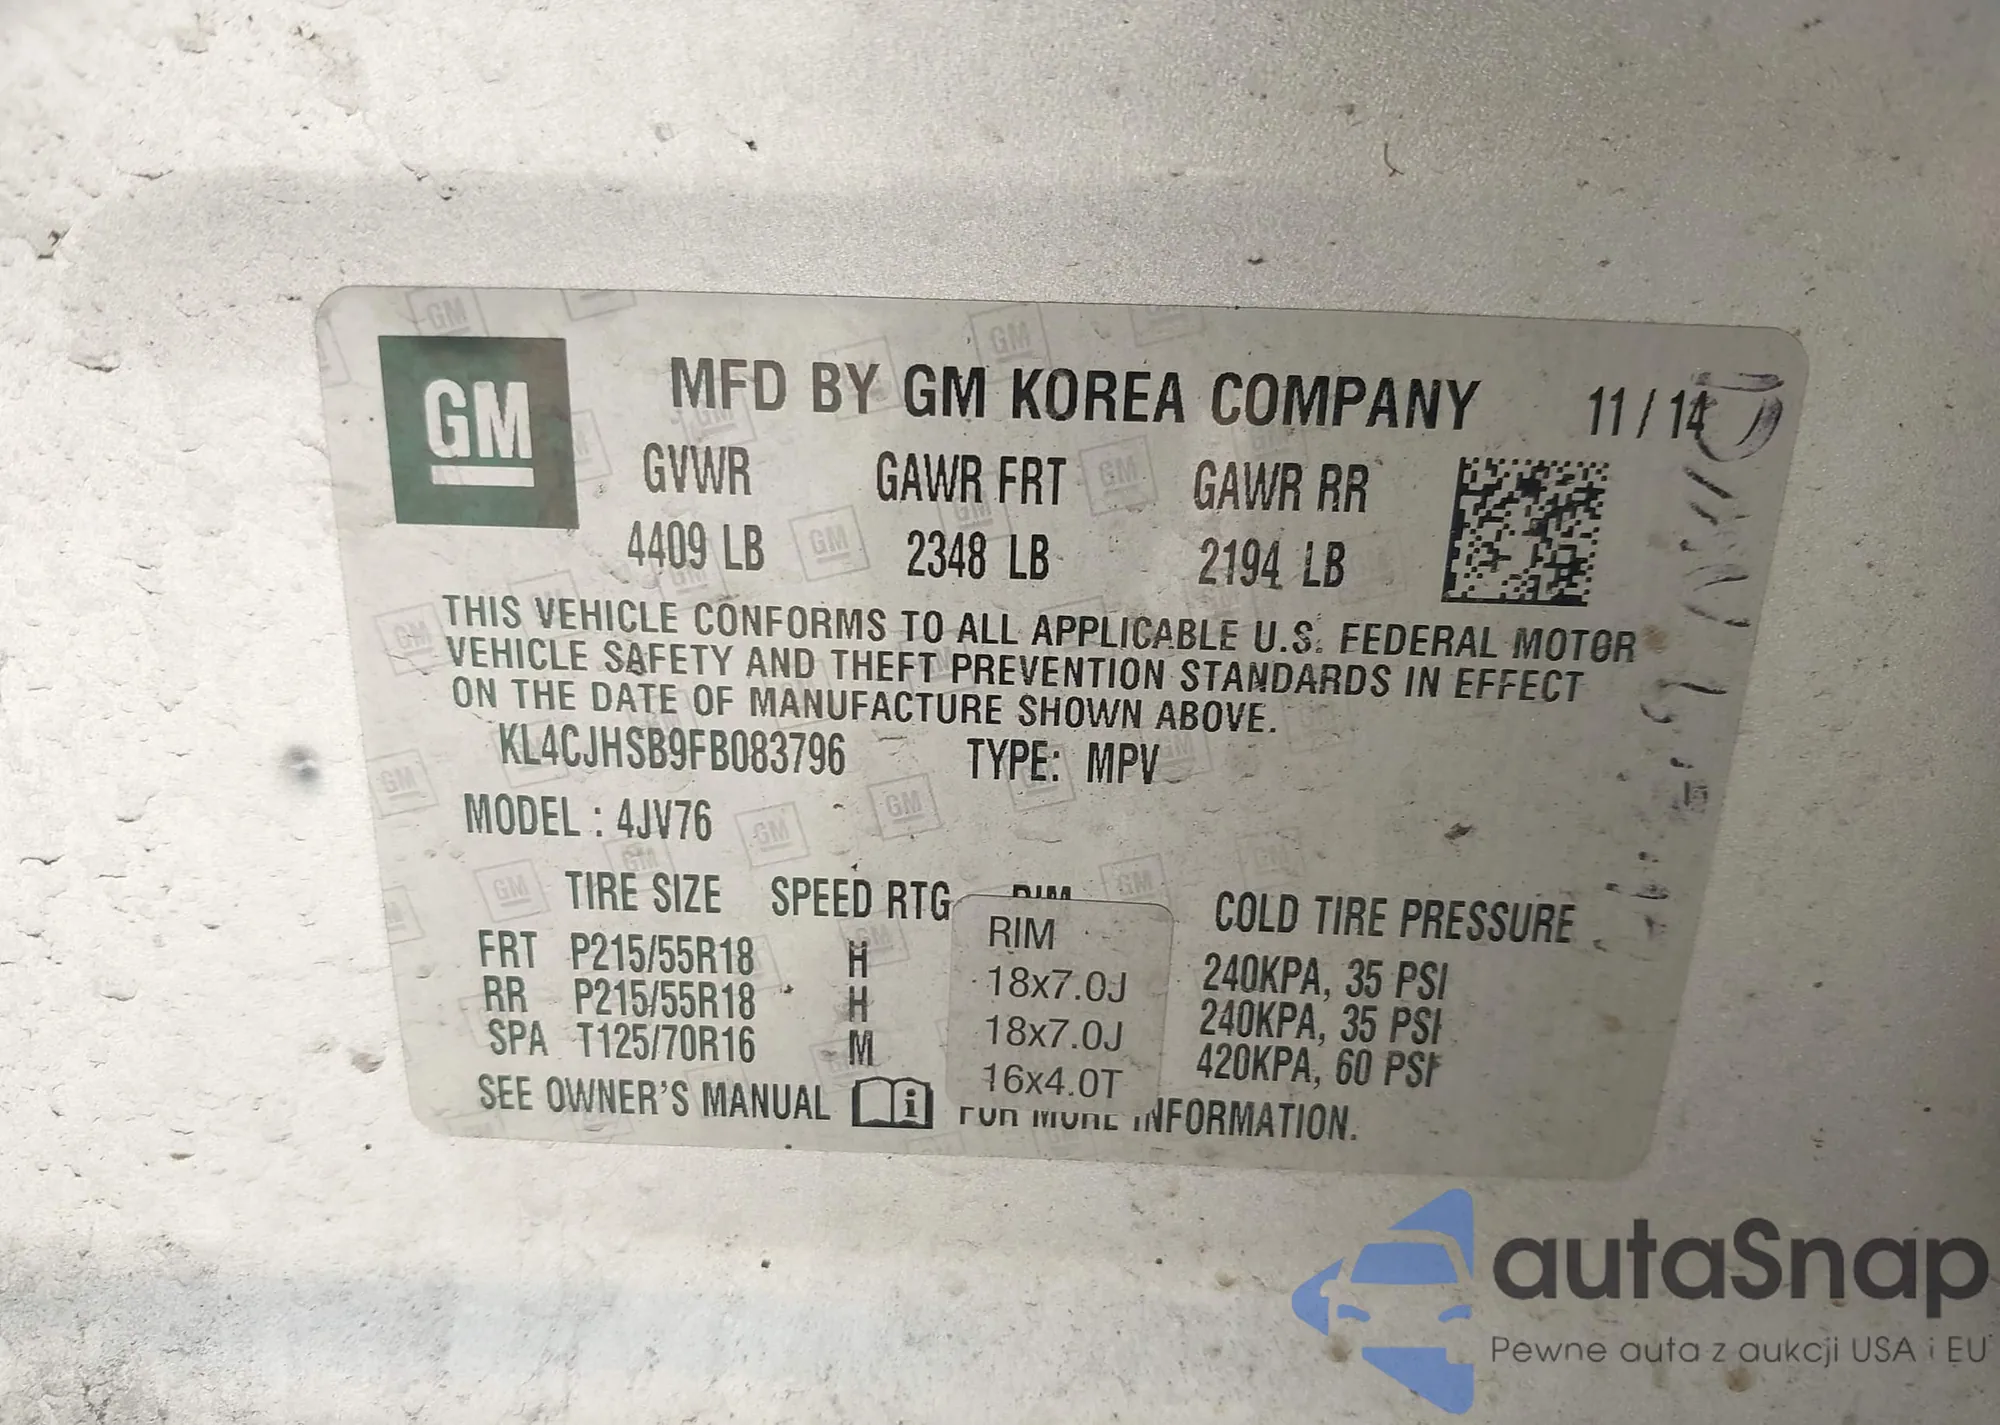 GM
MFD BY GM KOREA COMPANY 11 / 14
GVWR GAWR FRT GAWR RR
4409 LB 2348 LB 2194 LB
THIS VEHICLE CONFORMS TO ALL APPLICABLE U.S. FEDERAL MOTOR
VEHICLE SAFETY AND THEFT PREVENTION STANDARDS IN EFFECT
ON THE DATE OF MANUFACTURE SHOWN ABOVE.
KL4CJHSB9FB083796 TYPE: MPV
MODEL : 4JV76
TIRE SIZE SPEED RTG RIM COLD TIRE PRESSURE
FRT P215/55R18 H 18x7.0J 240KPA, 35 PSI
RR P215/55R18 H 18x7.0J 240KPA, 35 PSI
SPA T125/70R16 M 16x4.0T 420KPA, 60 PSI
SEE OWNER'S MANUAL i FOR MORE INFORMATION.
autaSnap
Pewne auta z aukcji USA i EU